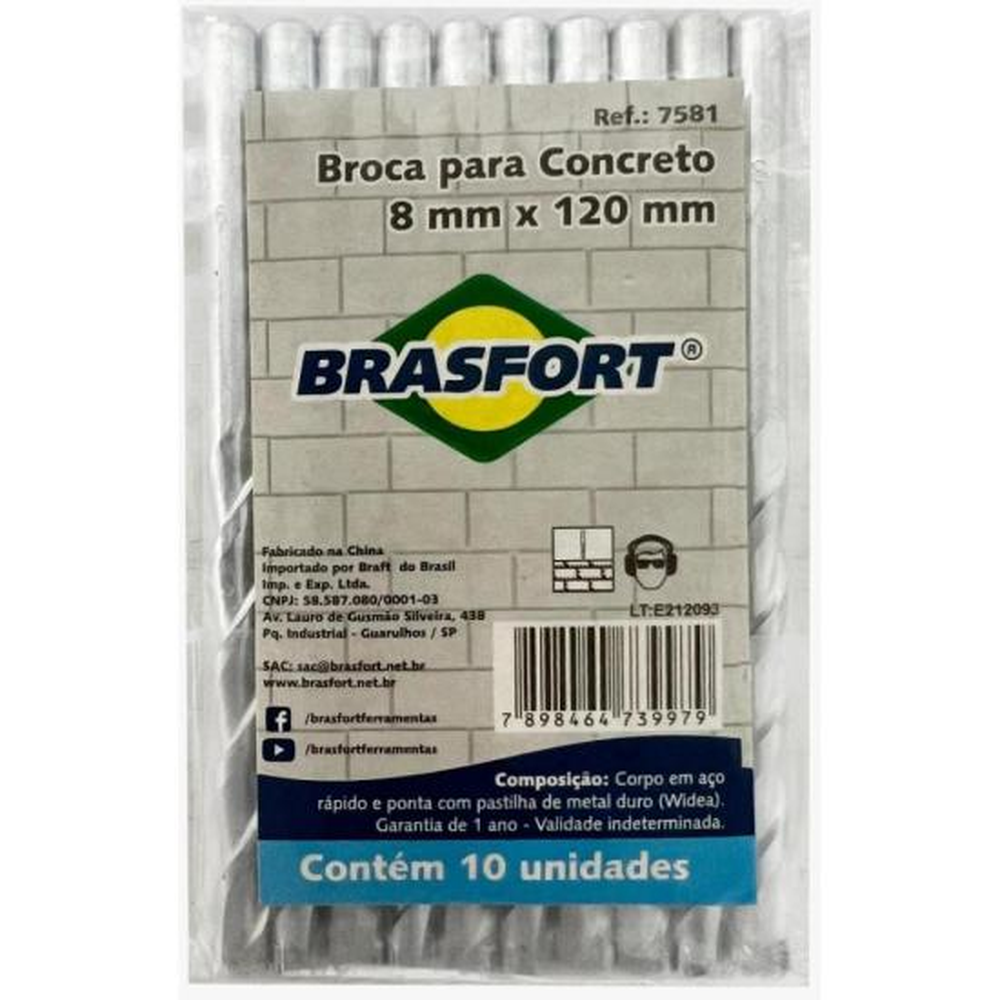 Ref.: 7581
Broca para Concreto
8 mm x 120 mm
BRASFORT®
Fabricado na China
Importado por Braft do Brasil
Imp. e Exp. Ltda.
CNPJ: 58.587.080/0001-03
Av. Lauro de Gusmão Silveira, 438
Pq. Industrial - Guarulhos / SP
SAC: sac@brasfort.net.br
www.brasfort.net.br
/brasfortferramentas
/brasfortferramentas
LT:E212093
7 898464 739979
Composição: Corpo em aço
rápido e ponta com pastilha de metal duro (Widea).
Garantia de 1 ano - Validade indeterminada.
Contém 10 unidades